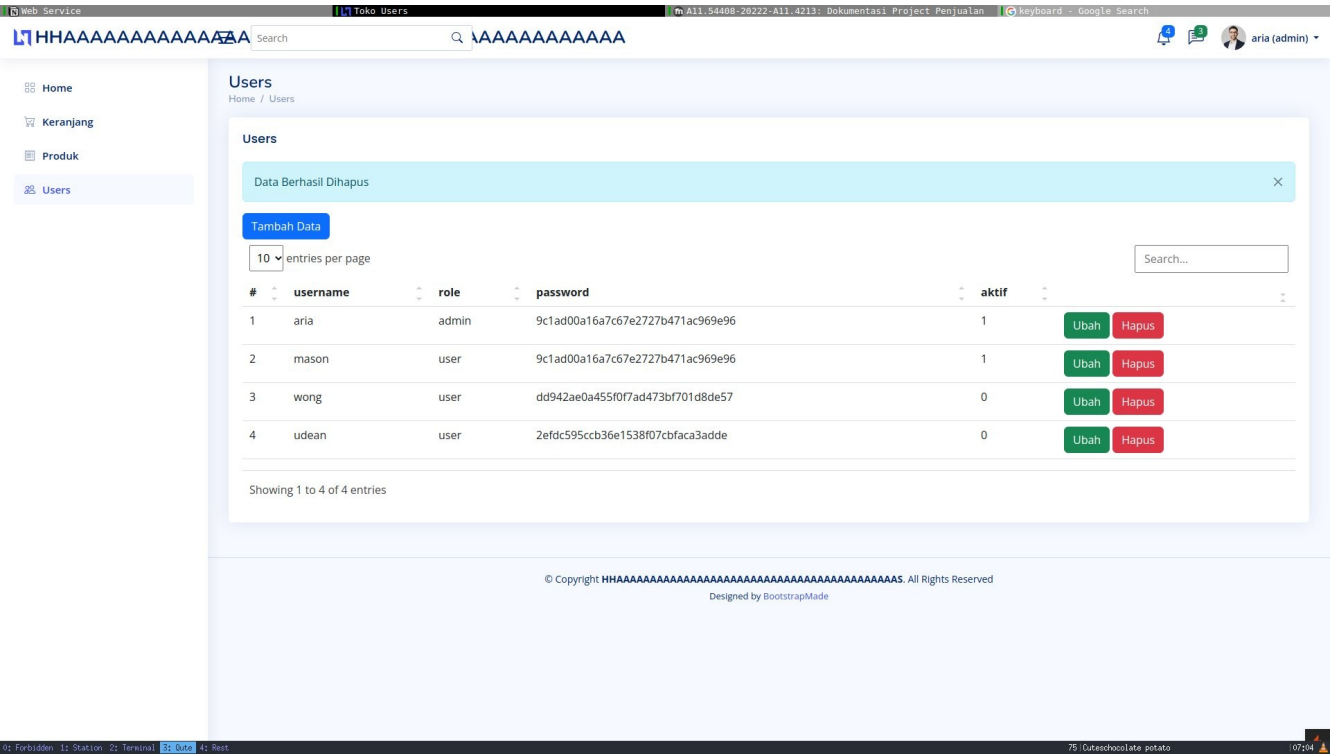 Web Service Toko Users A11.54408-20222-A11.4213: Dokumentasi Project Penjualan keyboard - Google Search
Search
4 3 aria (admin)
Home
Keranjang
Produk
Users
Users
Home / Users
Users
Data Berhasil Dihapus
Tambah Data
10 entries per page Search...
# username role password aktif
1 aria admin 9c1ad00a16a7c67e2727b471ac969e96 1 Ubah Hapus
2 mason user 9c1ad00a16a7c67e2727b471ac969e96 1 Ubah Hapus
3 wong user dd942ae0a455f0f7ad473bf701d8de57 0 Ubah Hapus
4 udean user 2efdc595ccb36e1538f07cbfaca3adde 0 Ubah Hapus
Showing 1 to 4 of 4 entries
© Copyright HHAAAAAAAAAAAAAAAAAAAAAAAAAAAAAAAAAAAAAAAAAAS. All Rights Reserved
Designed by BootstrapMade
0: Forbidden 1: Station 2: Terminal 3: Qute 4: Rest 75 |Cuteschocolate potato |07:04